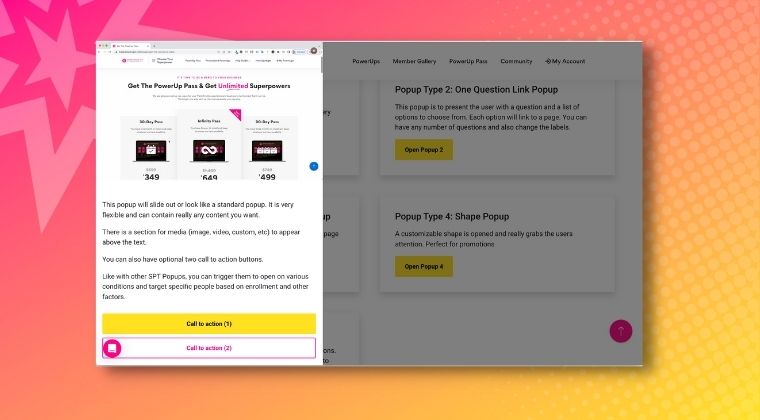 Get The PowerUp Pass & Get Unlimited Superpowers
30-Day Pass
Infinity Pass
$349
$649
$499
This popup will slide out or look like a standard popup. It is very
flexible and can contain really any content you want.
There is a section for media (image, video, custom, etc) to appear
above the text.
You can also have optional two call to action buttons.
Like with other SPT Popups, you can trigger them to open on various
conditions and target specific people based on enrollment and other
factors.
Call to action (1)
Call to action (2)
PowerUps
Member Gallery
PowerUp Pass
Community
My Account
Popup Type 2: One Question Link Popup
This popup is to present the user with a question and a list of
options to choose from. Each option will link to a page. You can
have any number of questions and also change the labels.
Open Popup 2
page
Popup Type 4: Shape Popup
A customizable shape is opened and really grabs the users
attention. Perfect for promotions
Open Popup 4
ons.
to